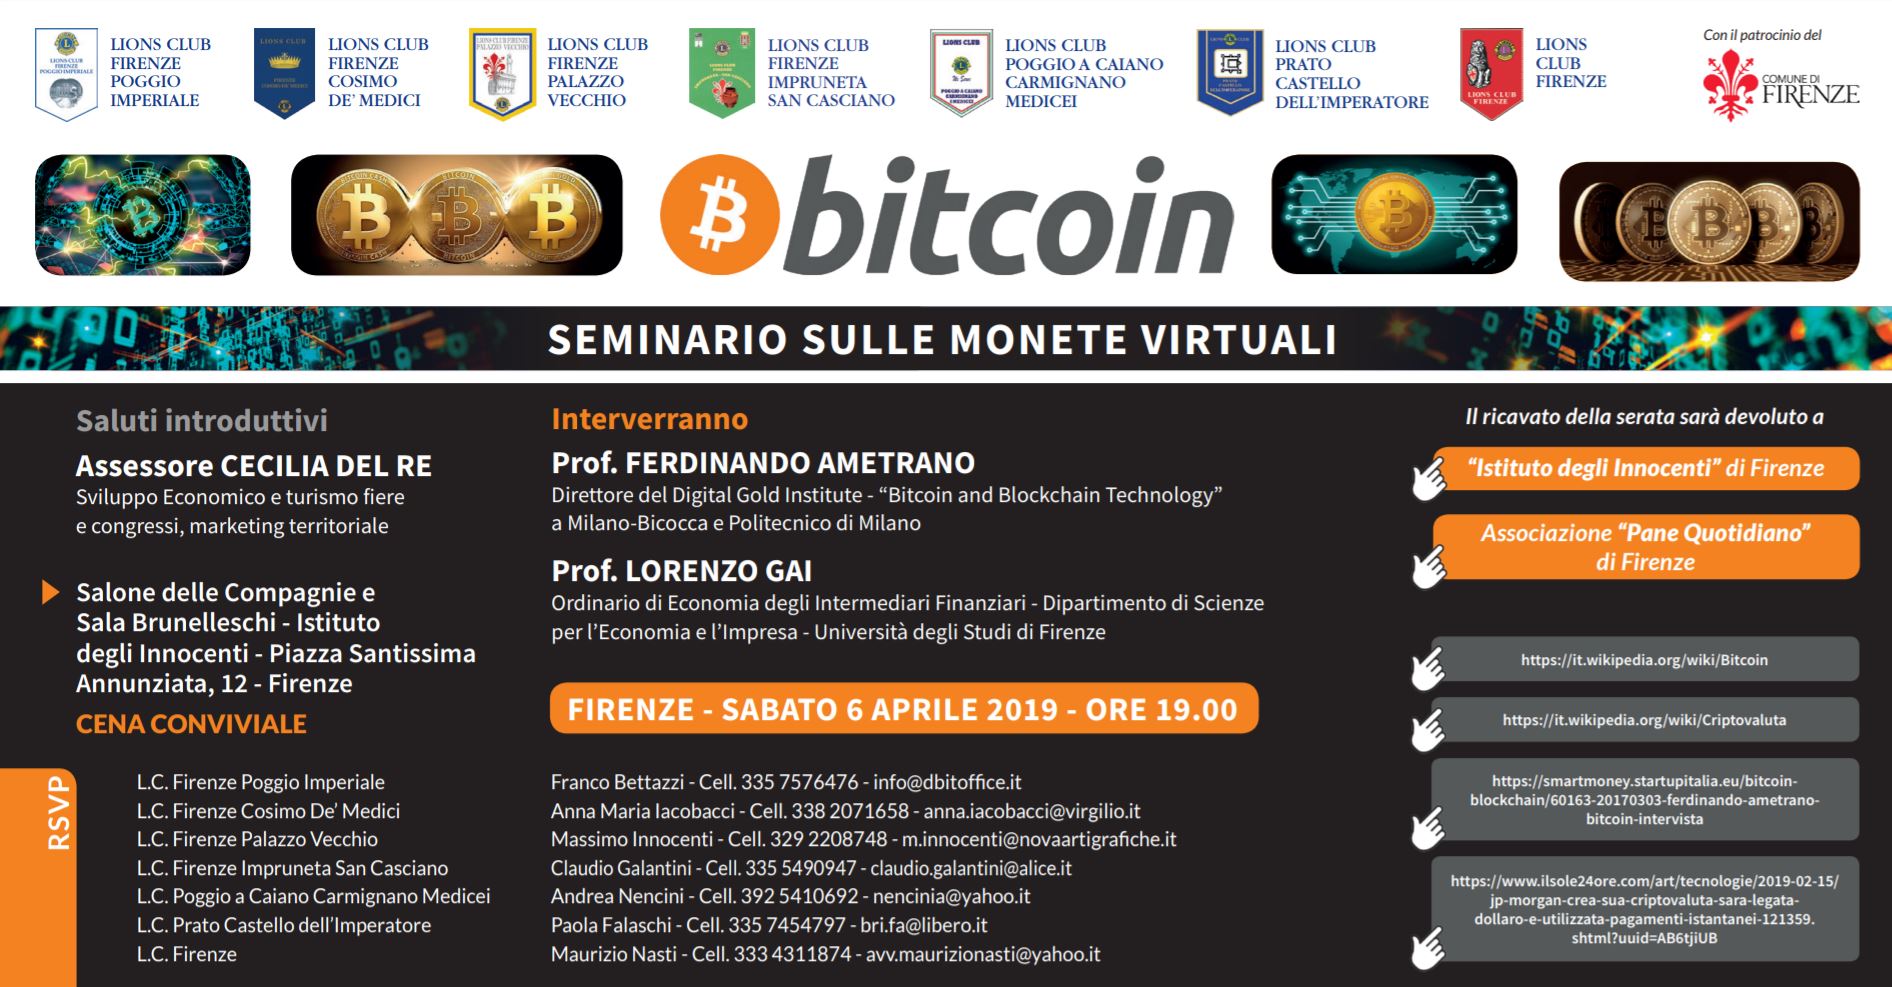 LIONS CLUB
FIRENZE
POGGIO
IMPERIALE
LIONS CLUB
FIRENZE
COSIMO
DE' MEDICI
LIONS CLUB
FIRENZE
PALAZZO
VECCHIO
LIONS CLUB
FIRENZE
IMPRUNETA
SAN CASCIANO
LIONS CLUB
POGGIO A CAIANO
CARMIGNANO
MEDICEI
LIONS CLUB
PRATO
CASTELLO
DELL'IMPERATORE
LIONS
CLUB
FIRENZE
Con il patrocinio del
COMUNE DI
FIRENZE
bitcoin
SEMINARIO SULLE MONETE VIRTUALI
Saluti introduttivi
Assessore CECILIA DEL RE
Sviluppo Economico e turismo fiere
e congressi, marketing territoriale
Salone delle Compagnie e
Sala Brunelleschi - Istituto
degli Innocenti - Piazza Santissima
Annunziata, 12 - Firenze
CENA CONVIVIALE
Interverranno
Prof. FERDINANDO AMETRANO
Direttore del Digital Gold Institute - “Bitcoin and Blockchain Technology”
a Milano-Bicocca e Politecnico di Milano
Prof. LORENZO GAI
Ordinario di Economia degli Intermediari Finanziari - Dipartimento di Scienze
per l’Economia e l’Impresa - Università degli Studi di Firenze
FIRENZE - SABATO 6 APRILE 2019 - ORE 19.00
Il ricavato della serata sarà devoluto a
“Istituto degli Innocenti” di Firenze
Associazione “Pane Quotidiano”
di Firenze
https://it.wikipedia.org/wiki/Bitcoin
https://it.wikipedia.org/wiki/Criptovaluta
https://smartmoney.startupitalia.eu/bitcoin-
blockchain/60163-20170303-ferdinando-ametrano-
bitcoin-intervista
https://www.ilsole24ore.com/art/tecnologie/2019-02-15/
jp-morgan-crea-sua-criptovaluta-sara-legata-
dollaro-e-utilizzata-pagamenti-istantanei-121359.
shtml?uuid=AB6tjiUB
RSVP
L.C. Firenze Poggio Imperiale Franco Bettazzi - Cell. 335 7576476 - info@dbitoffice.it
L.C. Firenze Cosimo De’ Medici Anna Maria Iacobacci - Cell. 338 2071658 - anna.iacobacci@virgilio.it
L.C. Firenze Palazzo Vecchio Massimo Innocenti - Cell. 329 2208748 - m.innocenti@novaartigrafiche.it
L.C. Firenze Impruneta San Casciano Claudio Galantini - Cell. 335 5490947 - claudio.galantini@alice.it
L.C. Poggio a Caiano Carmignano Medicei Andrea Nencini - Cell. 392 5410692 - nencinia@yahoo.it
L.C. Prato Castello dell’Imperatore Paola Falaschi - Cell. 335 7454797 - bri.fa@libero.it
L.C. Firenze Maurizio Nasti - Cell. 333 4311874 - avv.maurizionasti@yahoo.it